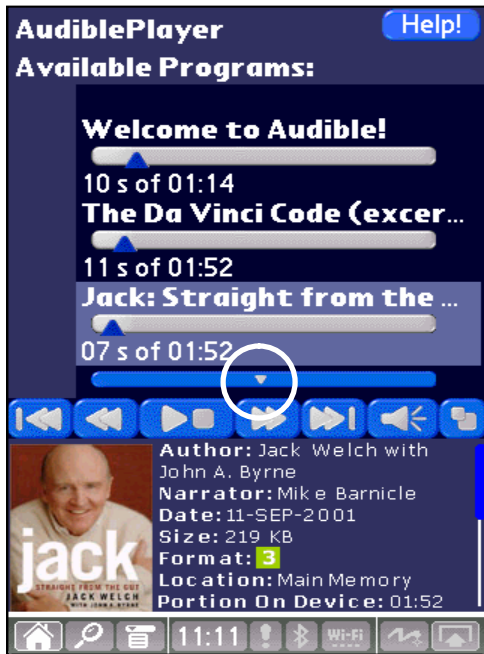 AudiblePlayer
Help!
Available Programs:
Welcome to Audible!
10 s of 01:14
The Da Vinci Code (excer...
11 s of 01:52
Jack: Straight from the ...
07 s of 01:52
Author: Jack Welch with
John A. Byrne
Narrator: Mike Barnicle
Date: 11-SEP-2001
Size: 219 KB
Format: 3
Location: Main Memory
Portion On Device: 01:52
jack
STRAIGHT FROM THE GUT
JACK WELCH
WITH JOHN A. BYRNE
11:11
Wi-Fi